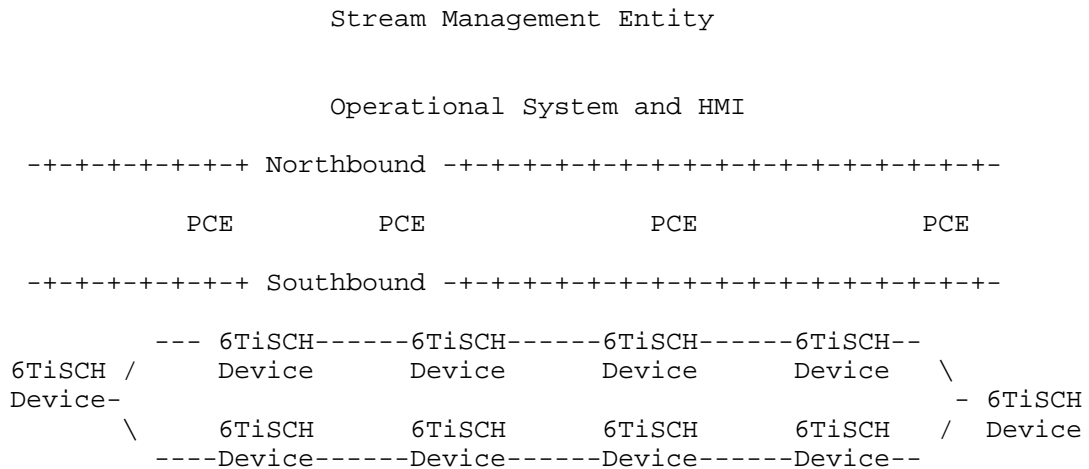 Stream Management Entity
Operational System and HMI
-+-+-+-+-+-+-+ Northbound -+-+-+-+-+-+-+-+-+-+-+-+-+-+-+-+-+-
PCE PCE PCE PCE
-+-+-+-+-+-+-+ Southbound -+-+-+-+-+-+-+-+-+-+-+-+-+-+-+-+-+-
--- 6TiSCH------6TiSCH------6TiSCH------6TiSCH--
6TiSCH / Device Device Device Device \
Device- - 6TiSCH
\ 6TiSCH 6TiSCH 6TiSCH 6TiSCH / Device
----Device------Device------Device------Device--